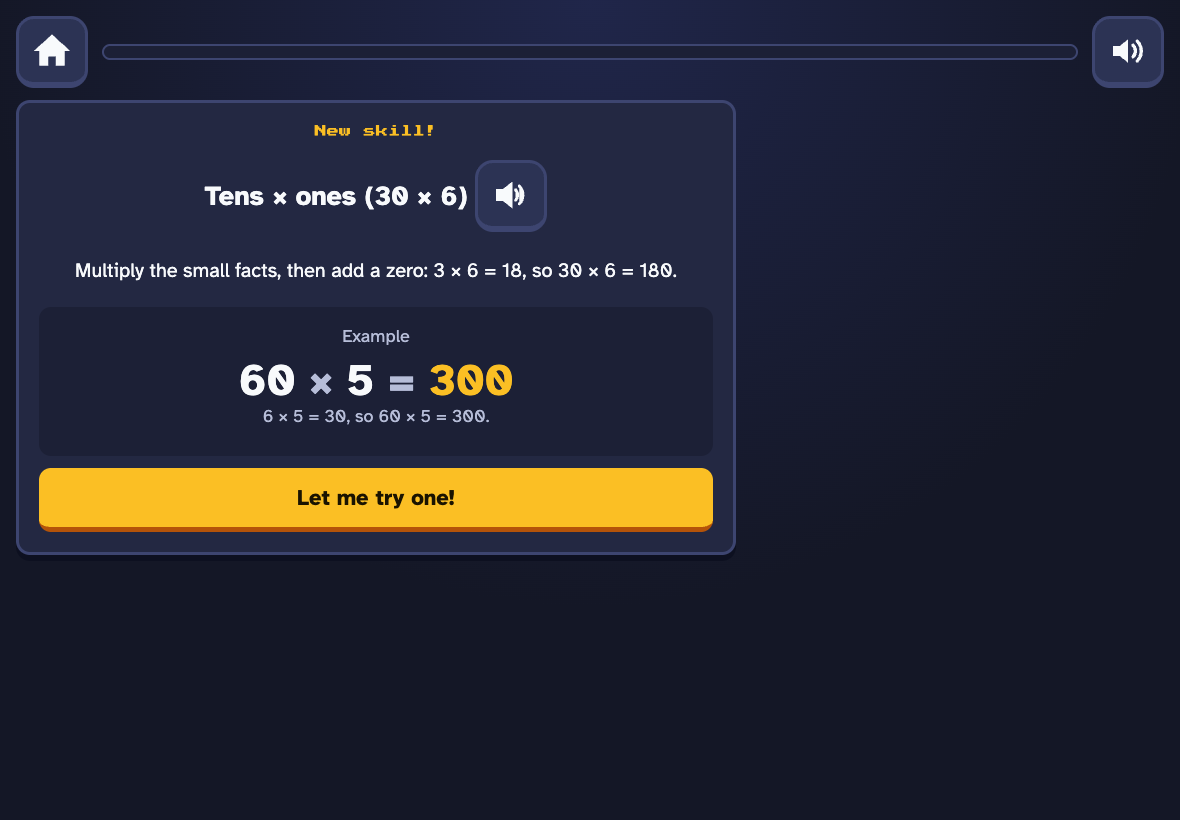 New skill!
Tens × ones (30 × 6)
Multiply the small facts, then add a zero: 3 × 6 = 18, so 30 × 6 = 180.
Example
60 × 5 = 300
6 × 5 = 30, so 60 × 5 = 300.
Let me try one!